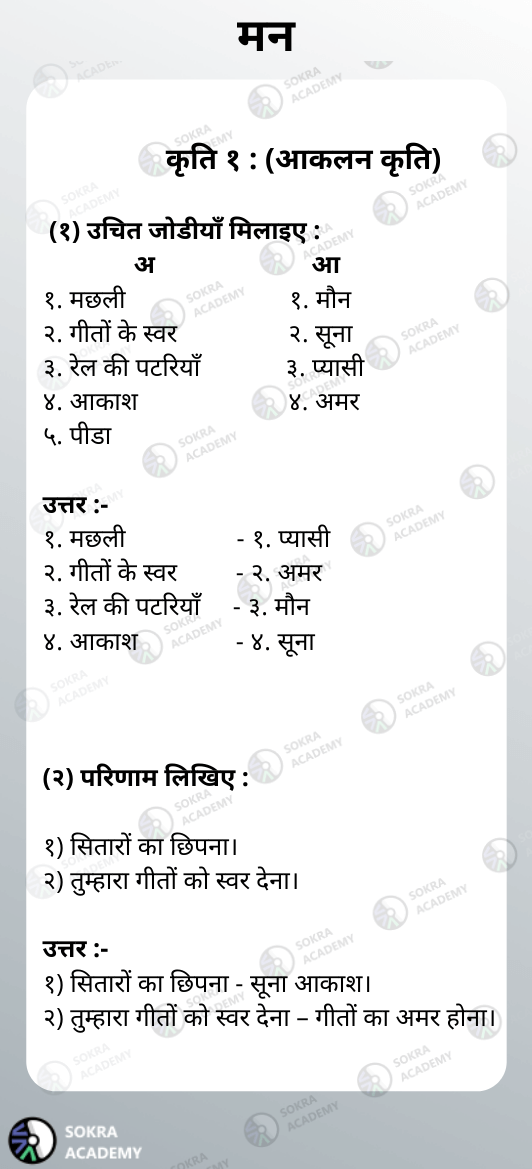 मन
कृति १ : (आकलन कृति)
(१) उचित जोडीयाँ मिलाइए :
अ आ
१. मछली १. मौन
२. गीतों के स्वर २. सूना
३. रेल की पटरियाँ ३. प्यासी
४. आकाश ४. अमर
५. पीडा
उत्तर :-
१. मछली - १. प्यासी
२. गीतों के स्वर - २. अमर
३. रेल की पटरियाँ - ३. मौन
४. आकाश - ४. सूना
(२) परिणाम लिखिए :
१) सितारों का छिपना।
२) तुम्हारा गीतों को स्वर देना।
उत्तर :-
१) सितारों का छिपना - सूना आकाश।
२) तुम्हारा गीतों को स्वर देना – गीतों का अमर होना।
SOKRA
ACADEMY